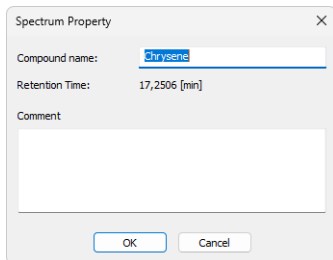 Spectrum Property
Compound name: Chrysene
Retention Time: 17,2506 [min]
Comment
OK Cancel